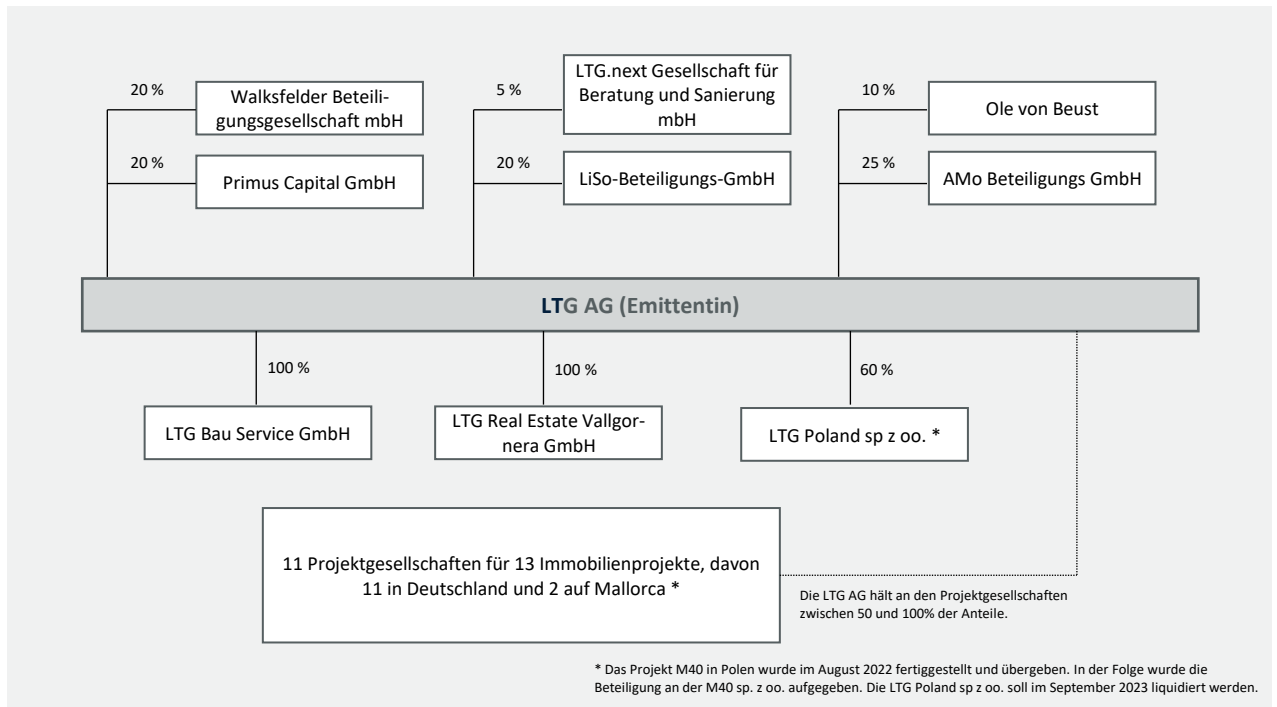 20 %
Walksfelder Beteili-
gungsgesellschaft mbH
20 %
Primus Capital GmbH
5 %
LTG.next Gesellschaft für
Beratung und Sanierung
mbH
20 %
LiSo-Beteiligungs-GmbH
10 %
Ole von Beust
25 %
AMo Beteiligungs GmbH
LTG AG (Emittentin)
100 %
LTG Bau Service GmbH
100 %
LTG Real Estate Vallgor-
nera GmbH
60 %
LTG Poland sp z oo. *
11 Projektgesellschaften für 13 Immobilienprojekte, davon
11 in Deutschland und 2 auf Mallorca *
Die LTG AG hält an den Projektgesellschaften
zwischen 50 und 100% der Anteile.
* Das Projekt M40 in Polen wurde im August 2022 fertiggestellt und übergeben. In der Folge wurde die
Beteiligung an der M40 sp. z oo. aufgegeben. Die LTG Poland sp z oo. soll im September 2023 liquidiert werden.